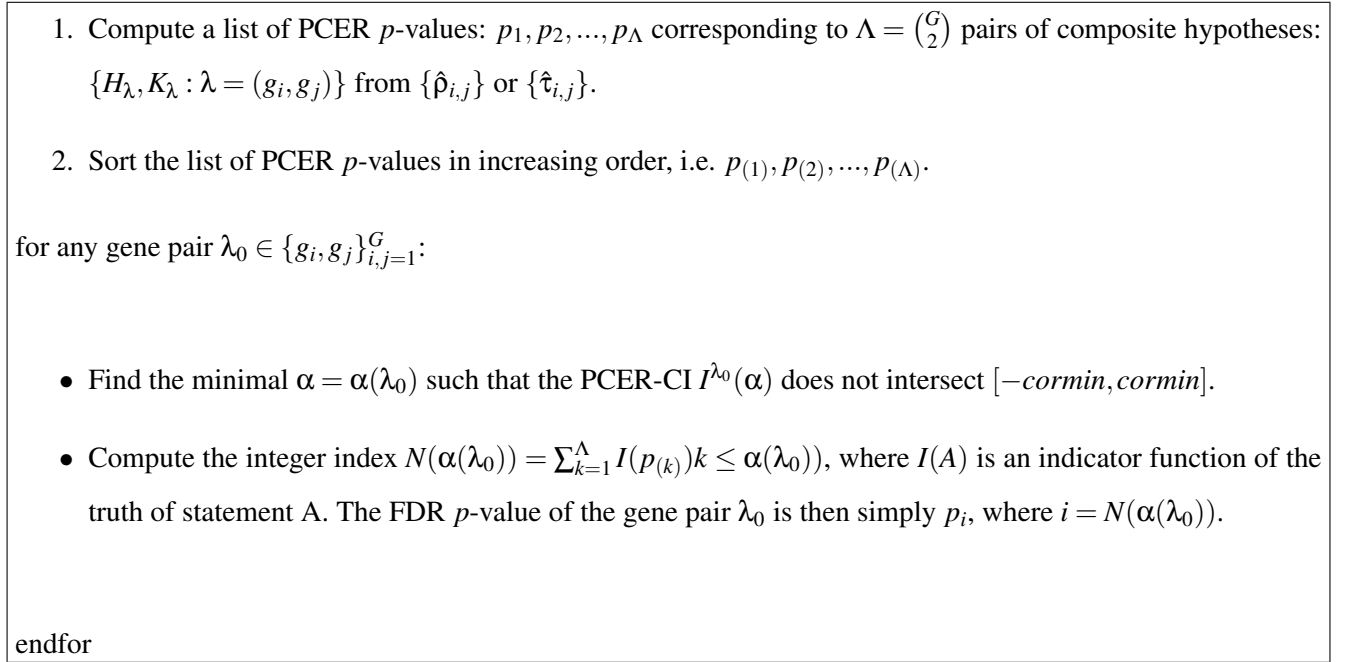 1. Compute a list of PCER p-values: p₁, p₂, ..., p_Λ corresponding to Λ = (G 2) pairs of composite hypotheses:
{H_λ, K_λ : λ = (g_i, g_j)} from {ρ̂_{i,j}} or {τ̂_{i,j}}.
2. Sort the list of PCER p-values in increasing order, i.e. p_(1), p_(2), ..., p_(Λ).
for any gene pair λ₀ ∈ {g_i, g_j}^G_{i,j=1}:
• Find the minimal α = α(λ₀) such that the PCER-CI I^{λ₀}(α) does not intersect [−cormin, cormin].
• Compute the integer index N(α(λ₀)) = ∑^Λ_{k=1} I(p_(k))k ≤ α(λ₀)), where I(A) is an indicator function of the
truth of statement A. The FDR p-value of the gene pair λ₀ is then simply p_i, where i = N(α(λ₀)).
endfor